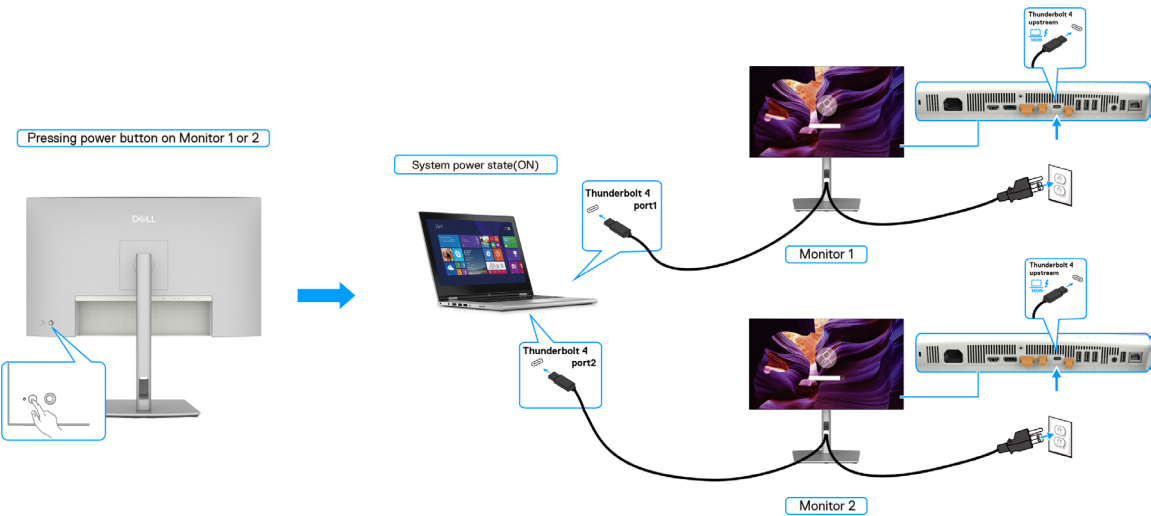 Pressing power button on Monitor 1 or 2
DELL
System power state(ON)
Thunderbolt 4
port1
Thunderbolt 4
port2
Thunderbolt 4
upstream
Monitor 1
Thunderbolt 4
upstream
Monitor 2